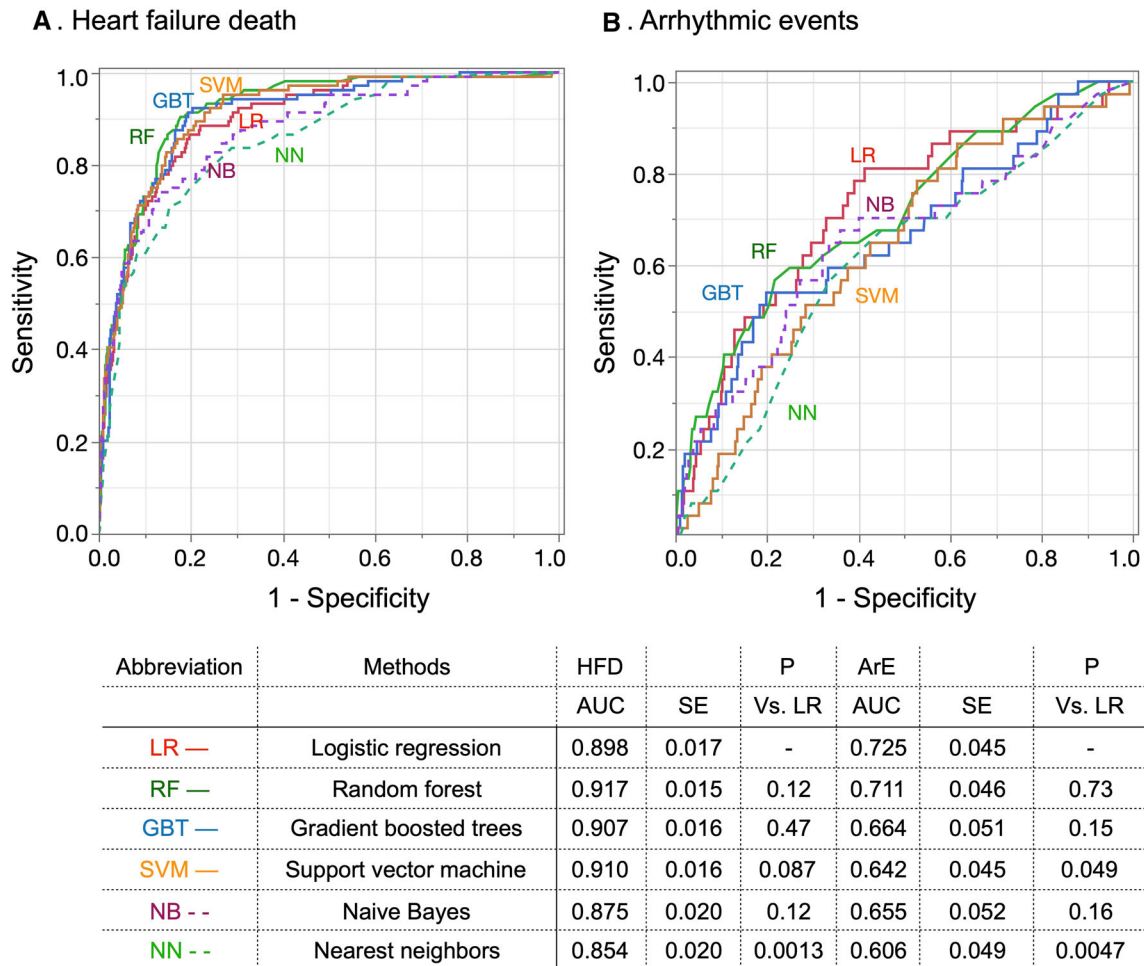 A . Heart failure death
B . Arrhythmic events
1.0
0.8
0.6
0.4
0.2
0.0
Sensitivity
SVM
GBT
RF
LR
NB
NN
0.0 0.2 0.4 0.6 0.8 1.0
1 - Specificity
1.0
0.8
0.6
0.4
0.2
Sensitivity
LR
NB
RF
GBT
SVM
NN
0.0 0.2 0.4 0.6 0.8 1.0
1 - Specificity
Abbreviation Methods HFD P ArE P
AUC SE Vs. LR AUC SE Vs. LR
LR — Logistic regression 0.898 0.017 - 0.725 0.045 -
RF — Random forest 0.917 0.015 0.12 0.711 0.046 0.73
GBT — Gradient boosted trees 0.907 0.016 0.47 0.664 0.051 0.15
SVM — Support vector machine 0.910 0.016 0.087 0.642 0.045 0.049
NB - - Naive Bayes 0.875 0.020 0.12 0.655 0.052 0.16
NN - - Nearest neighbors 0.854 0.020 0.0013 0.606 0.049 0.0047